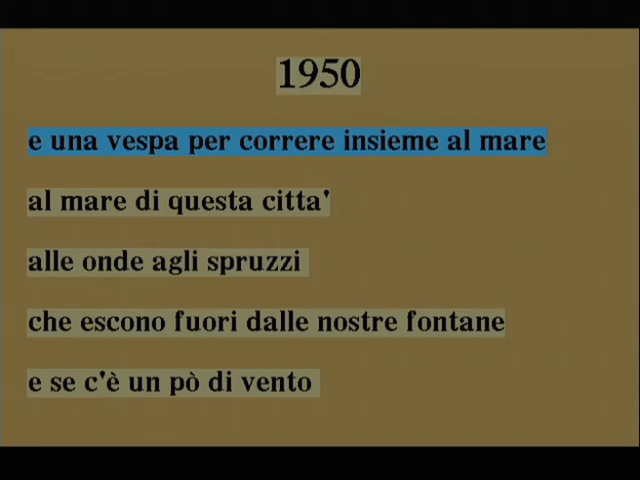 1950
e una vespa per correre insieme al mare
al mare di questa citta'
alle onde agli spruzzi
che escono fuori dalle nostre fontane
e se c'è un pò di vento